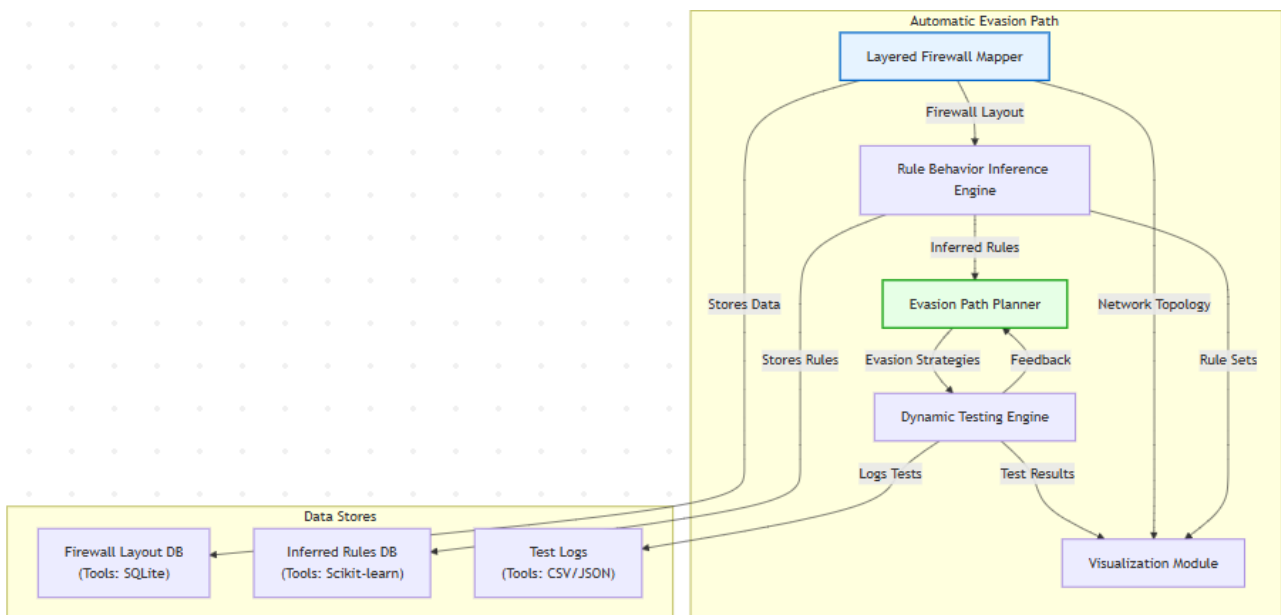 Automatic Evasion Path
Layered Firewall Mapper
Firewall Layout
Rule Behavior Inference
Engine
Inferred Rules
Stores Data
Evasion Path Planner
Network Topology
Stores Rules
Evasion Strategies
Feedback
Rule Sets
Dynamic Testing Engine
Logs Tests
Test Results
Data Stores
Firewall Layout DB
(Tools: SQLite)
Inferred Rules DB
(Tools: Scikit-learn)
Test Logs
(Tools: CSV/JSON)
Visualization Module